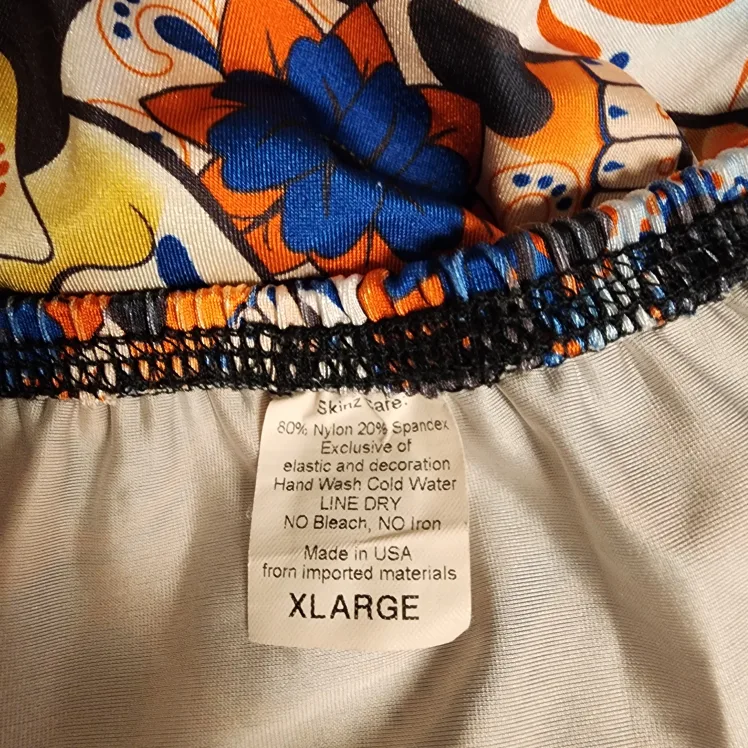 Skinz Care:
80% Nylon 20% Spandex
Exclusive of
elastic and decoration
Hand Wash Cold Water
LINE DRY
NO Bleach, NO Iron
Made in USA
from imported materials
XLARGE